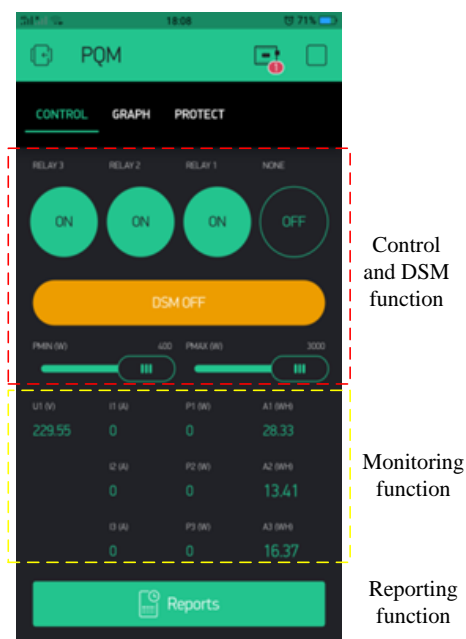 18:08 71%
PQM
1
CONTROL GRAPH PROTECT
RELAY 3 RELAY 2 RELAY 1 NONE
ON ON ON OFF
DSM OFF
PMIN (W) 400 PMAX (W) 3000
U1 (V) I1 (A) P1 (W) A1 (WH)
229.55 0 0 28.33
I2 (A) P2 (W) A2 (WH)
0 0 13.41
I3 (A) P3 (W) A3 (WH)
0 0 16.37
Reports
Control
and DSM
function
Monitoring
function
Reporting
function